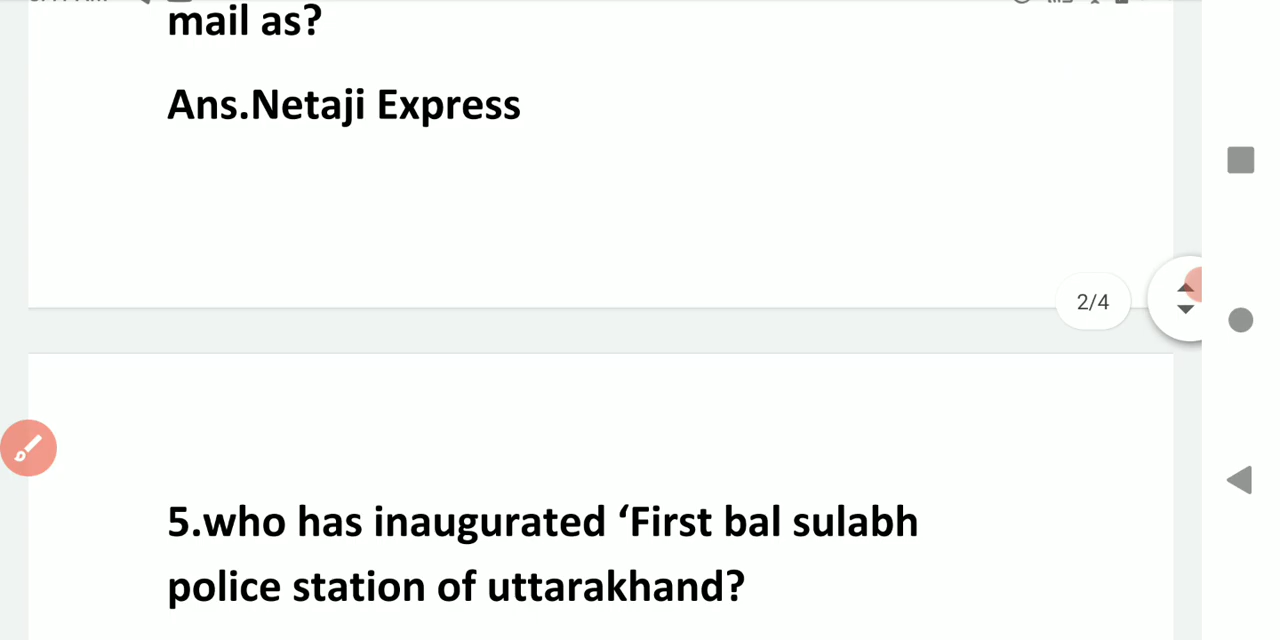 mail as?
Ans.Netaji Express
2/4
5.who has inaugurated ‘First bal sulabh
police station of uttarakhand?